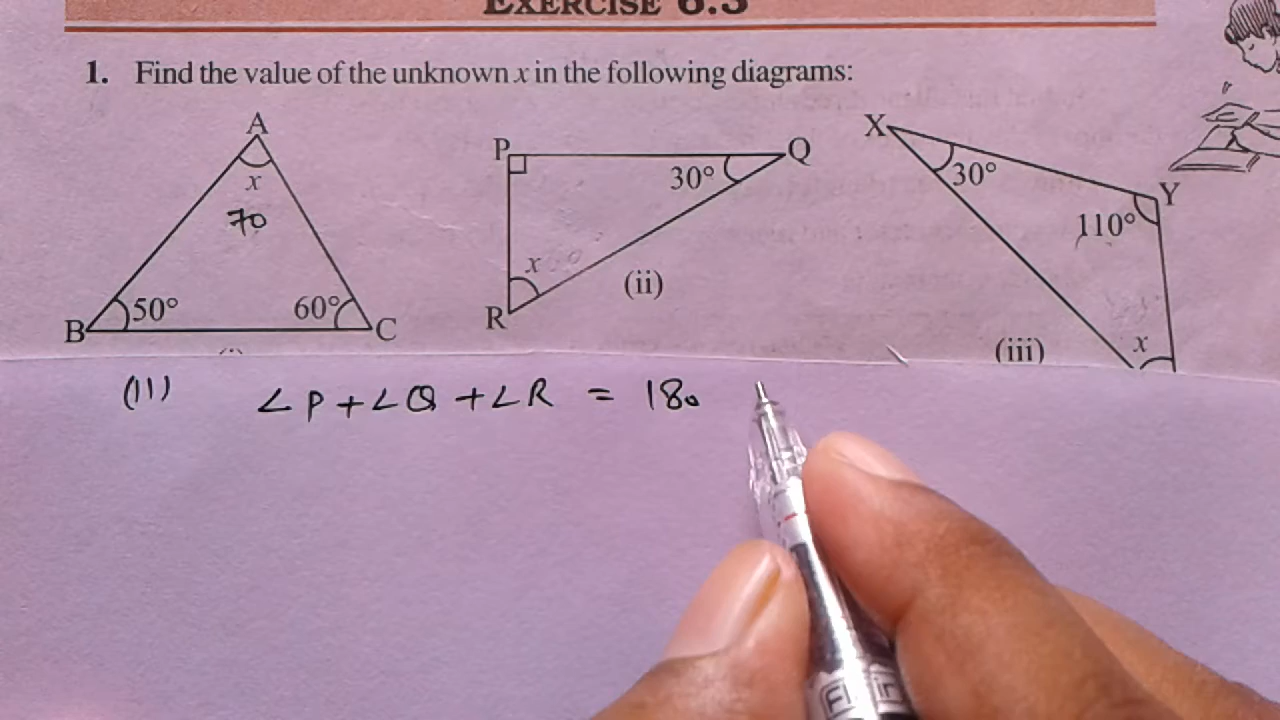 EXERCISE 6.3
1. Find the value of the unknown x in the following diagrams:
A
x
70
50°
60°
B
C
P
Q
30°
x
R
(ii)
X
30°
Y
110°
x
(iii)
(11) ∠P+∠Q+∠R = 180